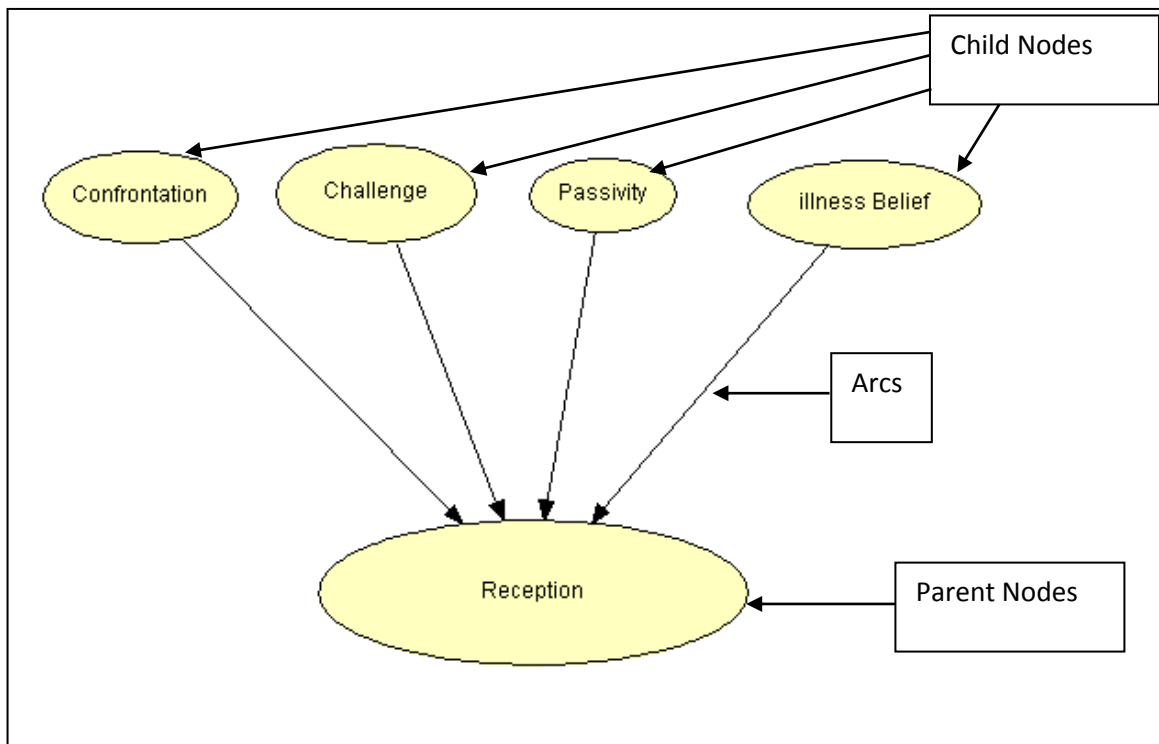 Child Nodes
Confrontation
Challenge
Passivity
illness Belief
Arcs
Reception
Parent Nodes